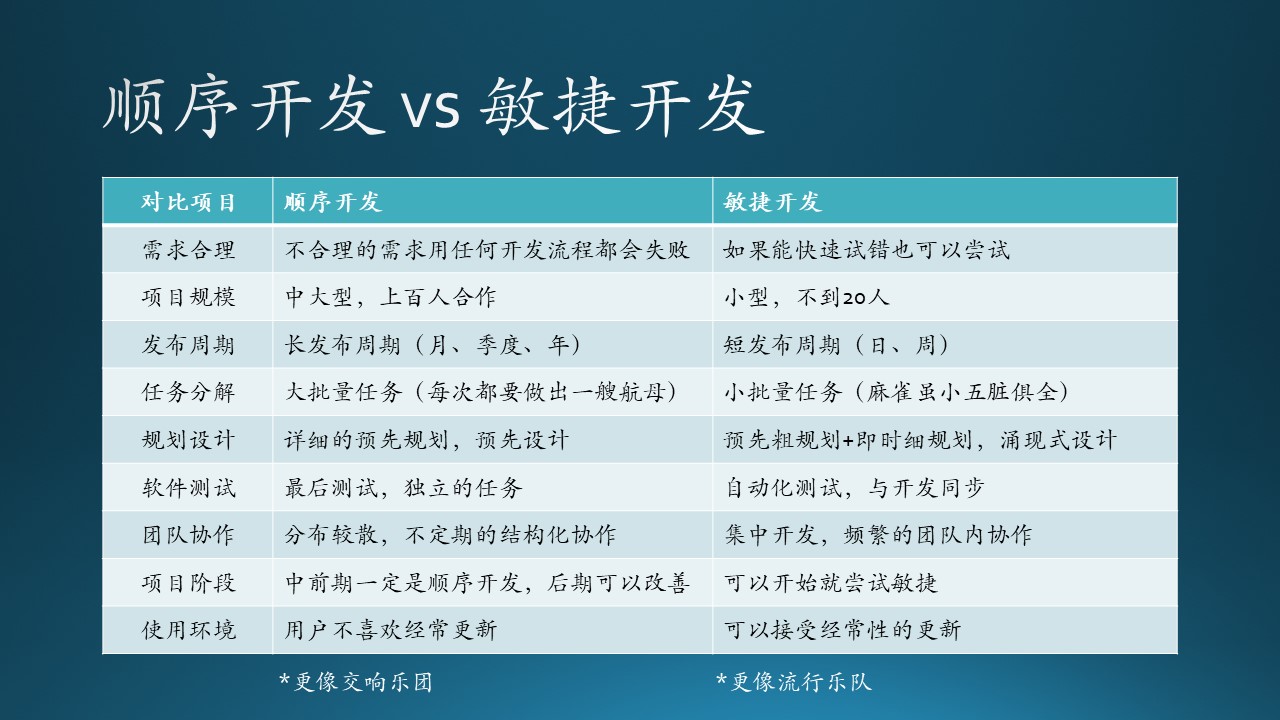 顺序开发 vs 敏捷开发
对比项目 顺序开发 敏捷开发
需求合理 不合理的需求用任何开发流程都会失败 如果能快速试错也可以尝试
项目规模 中大型，上百人合作 小型，不到20人
发布周期 长发布周期（月、季度、年） 短发布周期（日、周）
任务分解 大批量任务（每次都要做出一艘航母） 小批量任务（麻雀虽小五脏俱全）
规划设计 详细的预先规划，预先设计 预先粗规划+即时细规划，涌现式设计
软件测试 最后测试，独立的任务 自动化测试，与开发同步
团队协作 分布较散，不定期的结构化协作 集中开发，频繁的团队内协作
项目阶段 中前期一定是顺序开发，后期可以改善 可以开始就尝试敏捷
使用环境 用户不喜欢经常更新 可以接受经常性的更新
*更像交响乐团 *更像流行乐队